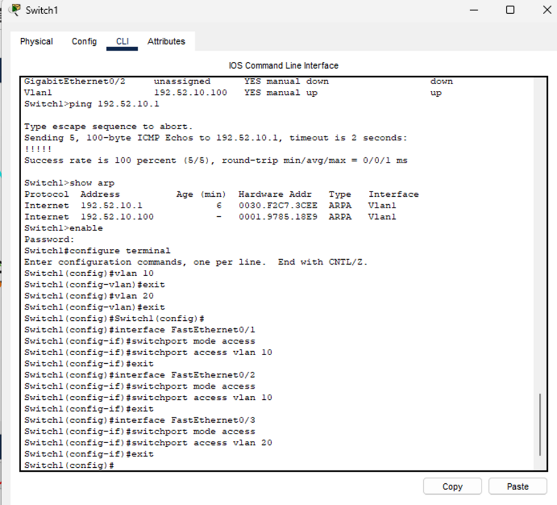 Switch1
Physical Config CLI Attributes
IOS Command Line Interface
GigabitEthernet0/2 unassigned YES manual down down
Vlan1 192.52.10.100 YES manual up up
Switch1>ping 192.52.10.1
Type escape sequence to abort.
Sending 5, 100-byte ICMP Echos to 192.52.10.1, timeout is 2 seconds:
!!!!!
Success rate is 100 percent (5/5), round-trip min/avg/max = 0/0/1 ms
Switch1>show arp
Protocol Address Age (min) Hardware Addr Type Interface
Internet 192.52.10.1 6 0030.F2C7.3CEE ARPA Vlan1
Internet 192.52.10.100 - 0001.9785.18E9 ARPA Vlan1
Switch1>enable
Password:
Switch1#configure terminal
Enter configuration commands, one per line. End with CNTL/Z.
Switch1(config)#vlan 10
Switch1(config-vlan)#exit
Switch1(config)#vlan 20
Switch1(config-vlan)#exit
Switch1(config)#Switch1(config)#
Switch1(config)#interface FastEthernet0/1
Switch1(config-if)#switchport mode access
Switch1(config-if)#switchport access vlan 10
Switch1(config-if)#exit
Switch1(config)#interface FastEthernet0/2
Switch1(config-if)#switchport mode access
Switch1(config-if)#switchport access vlan 10
Switch1(config-if)#exit
Switch1(config)#interface FastEthernet0/3
Switch1(config-if)#switchport mode access
Switch1(config-if)#switchport access vlan 20
Switch1(config-if)#exit
Switch1(config)#
Copy Paste